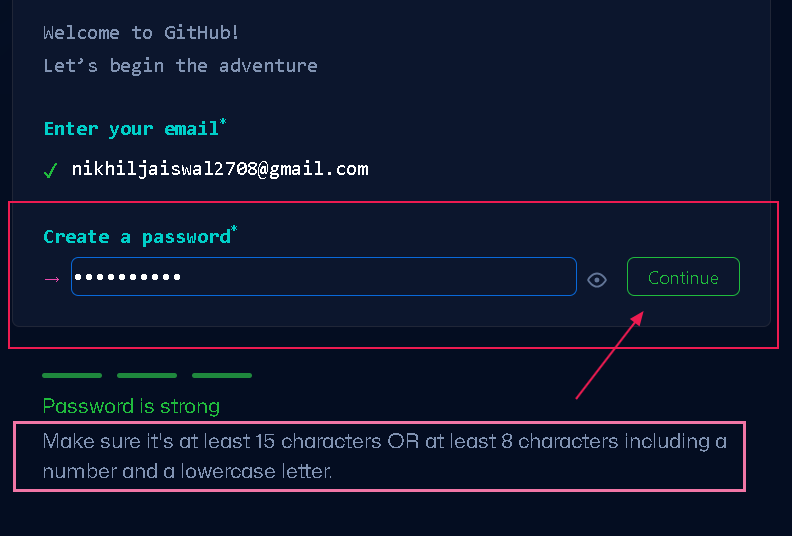 Welcome to GitHub!
Let’s begin the adventure
Enter your email*
✓ nikhiljaiswal2708@gmail.com
Create a password*
→ •••••••••• Continue
Password is strong
Make sure it's at least 15 characters OR at least 8 characters including a
number and a lowercase letter.